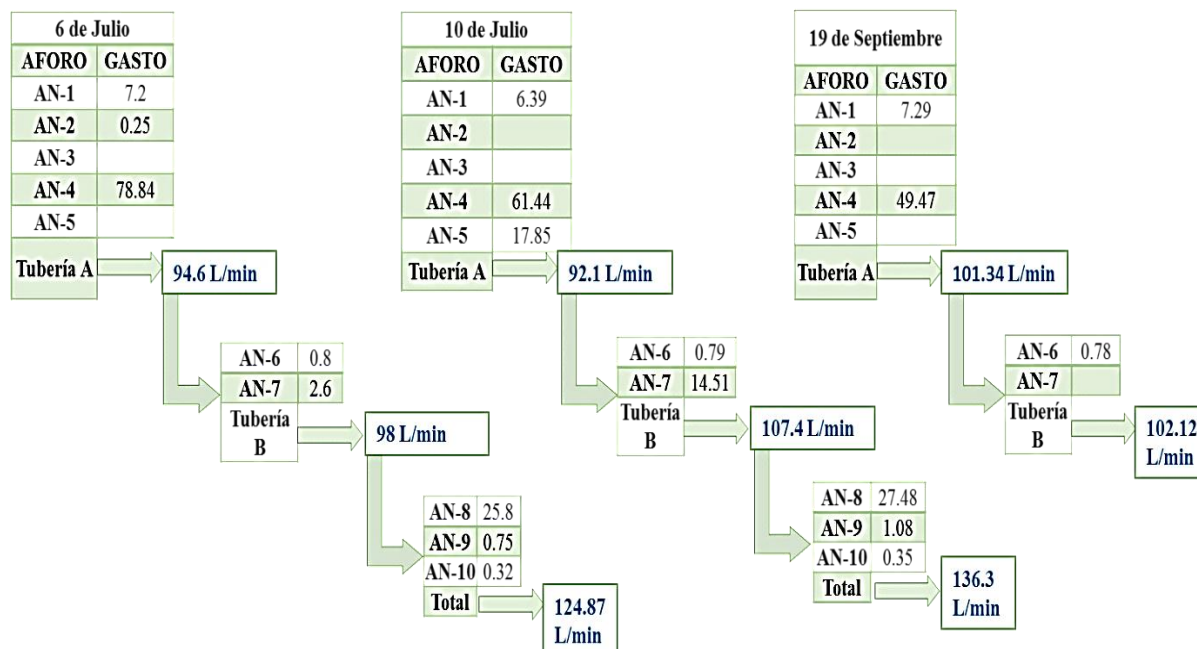 6 de Julio
AFORO GASTO
AN-1 7.2
AN-2 0.25
AN-3
AN-4 78.84
AN-5
Tubería A
94.6 L/min
AN-6 0.8
AN-7 2.6
Tubería
B
98 L/min
AN-8 25.8
AN-9 0.75
AN-10 0.32
Total
124.87
L/min
10 de Julio
AFORO GASTO
AN-1 6.39
AN-2
AN-3
AN-4 61.44
AN-5 17.85
Tubería A
92.1 L/min
AN-6 0.79
AN-7 14.51
Tubería
B
107.4 L/min
AN-8 27.48
AN-9 1.08
AN-10 0.35
Total
136.3
L/min
19 de Septiembre
AFORO GASTO
AN-1 7.29
AN-2
AN-3
AN-4 49.47
AN-5
Tubería A
101.34 L/min
AN-6 0.78
AN-7
Tubería
B
102.12
L/min